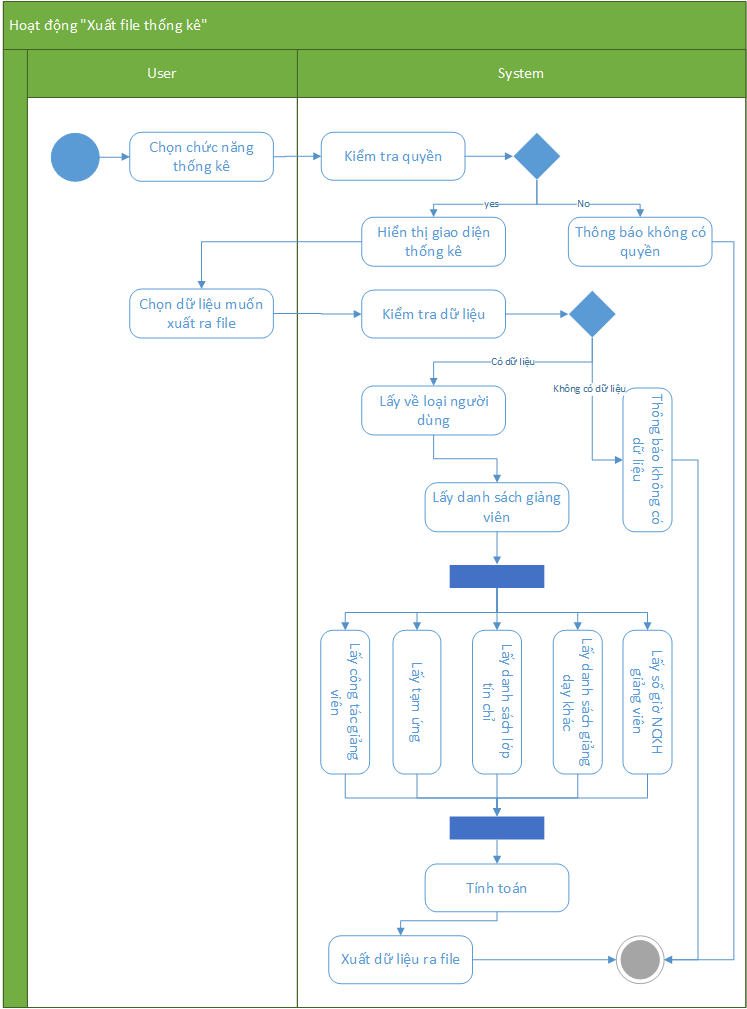 Hoạt động "Xuất file thống kê"
User
System
Chọn chức năng
thống kê
Kiểm tra quyền
yes
No
Hiển thị giao diện
thống kê
Thông báo không có
quyền
Chọn dữ liệu muốn
xuất ra file
Kiểm tra dữ liệu
Có dữ liệu
Không có dữ liệu
Lấy về loại người
dùng
Thông báo không có
dữ liệu
Lấy danh sách giảng
viên
Lấy công tác giảng
viên
Lấy tạm ứng
Lấy danh sách lớp
tín chỉ
Lấy danh sách giảng
dạy khác
Lấy số giờ NCKH
giảng viên
Tính toán
Xuất dữ liệu ra file